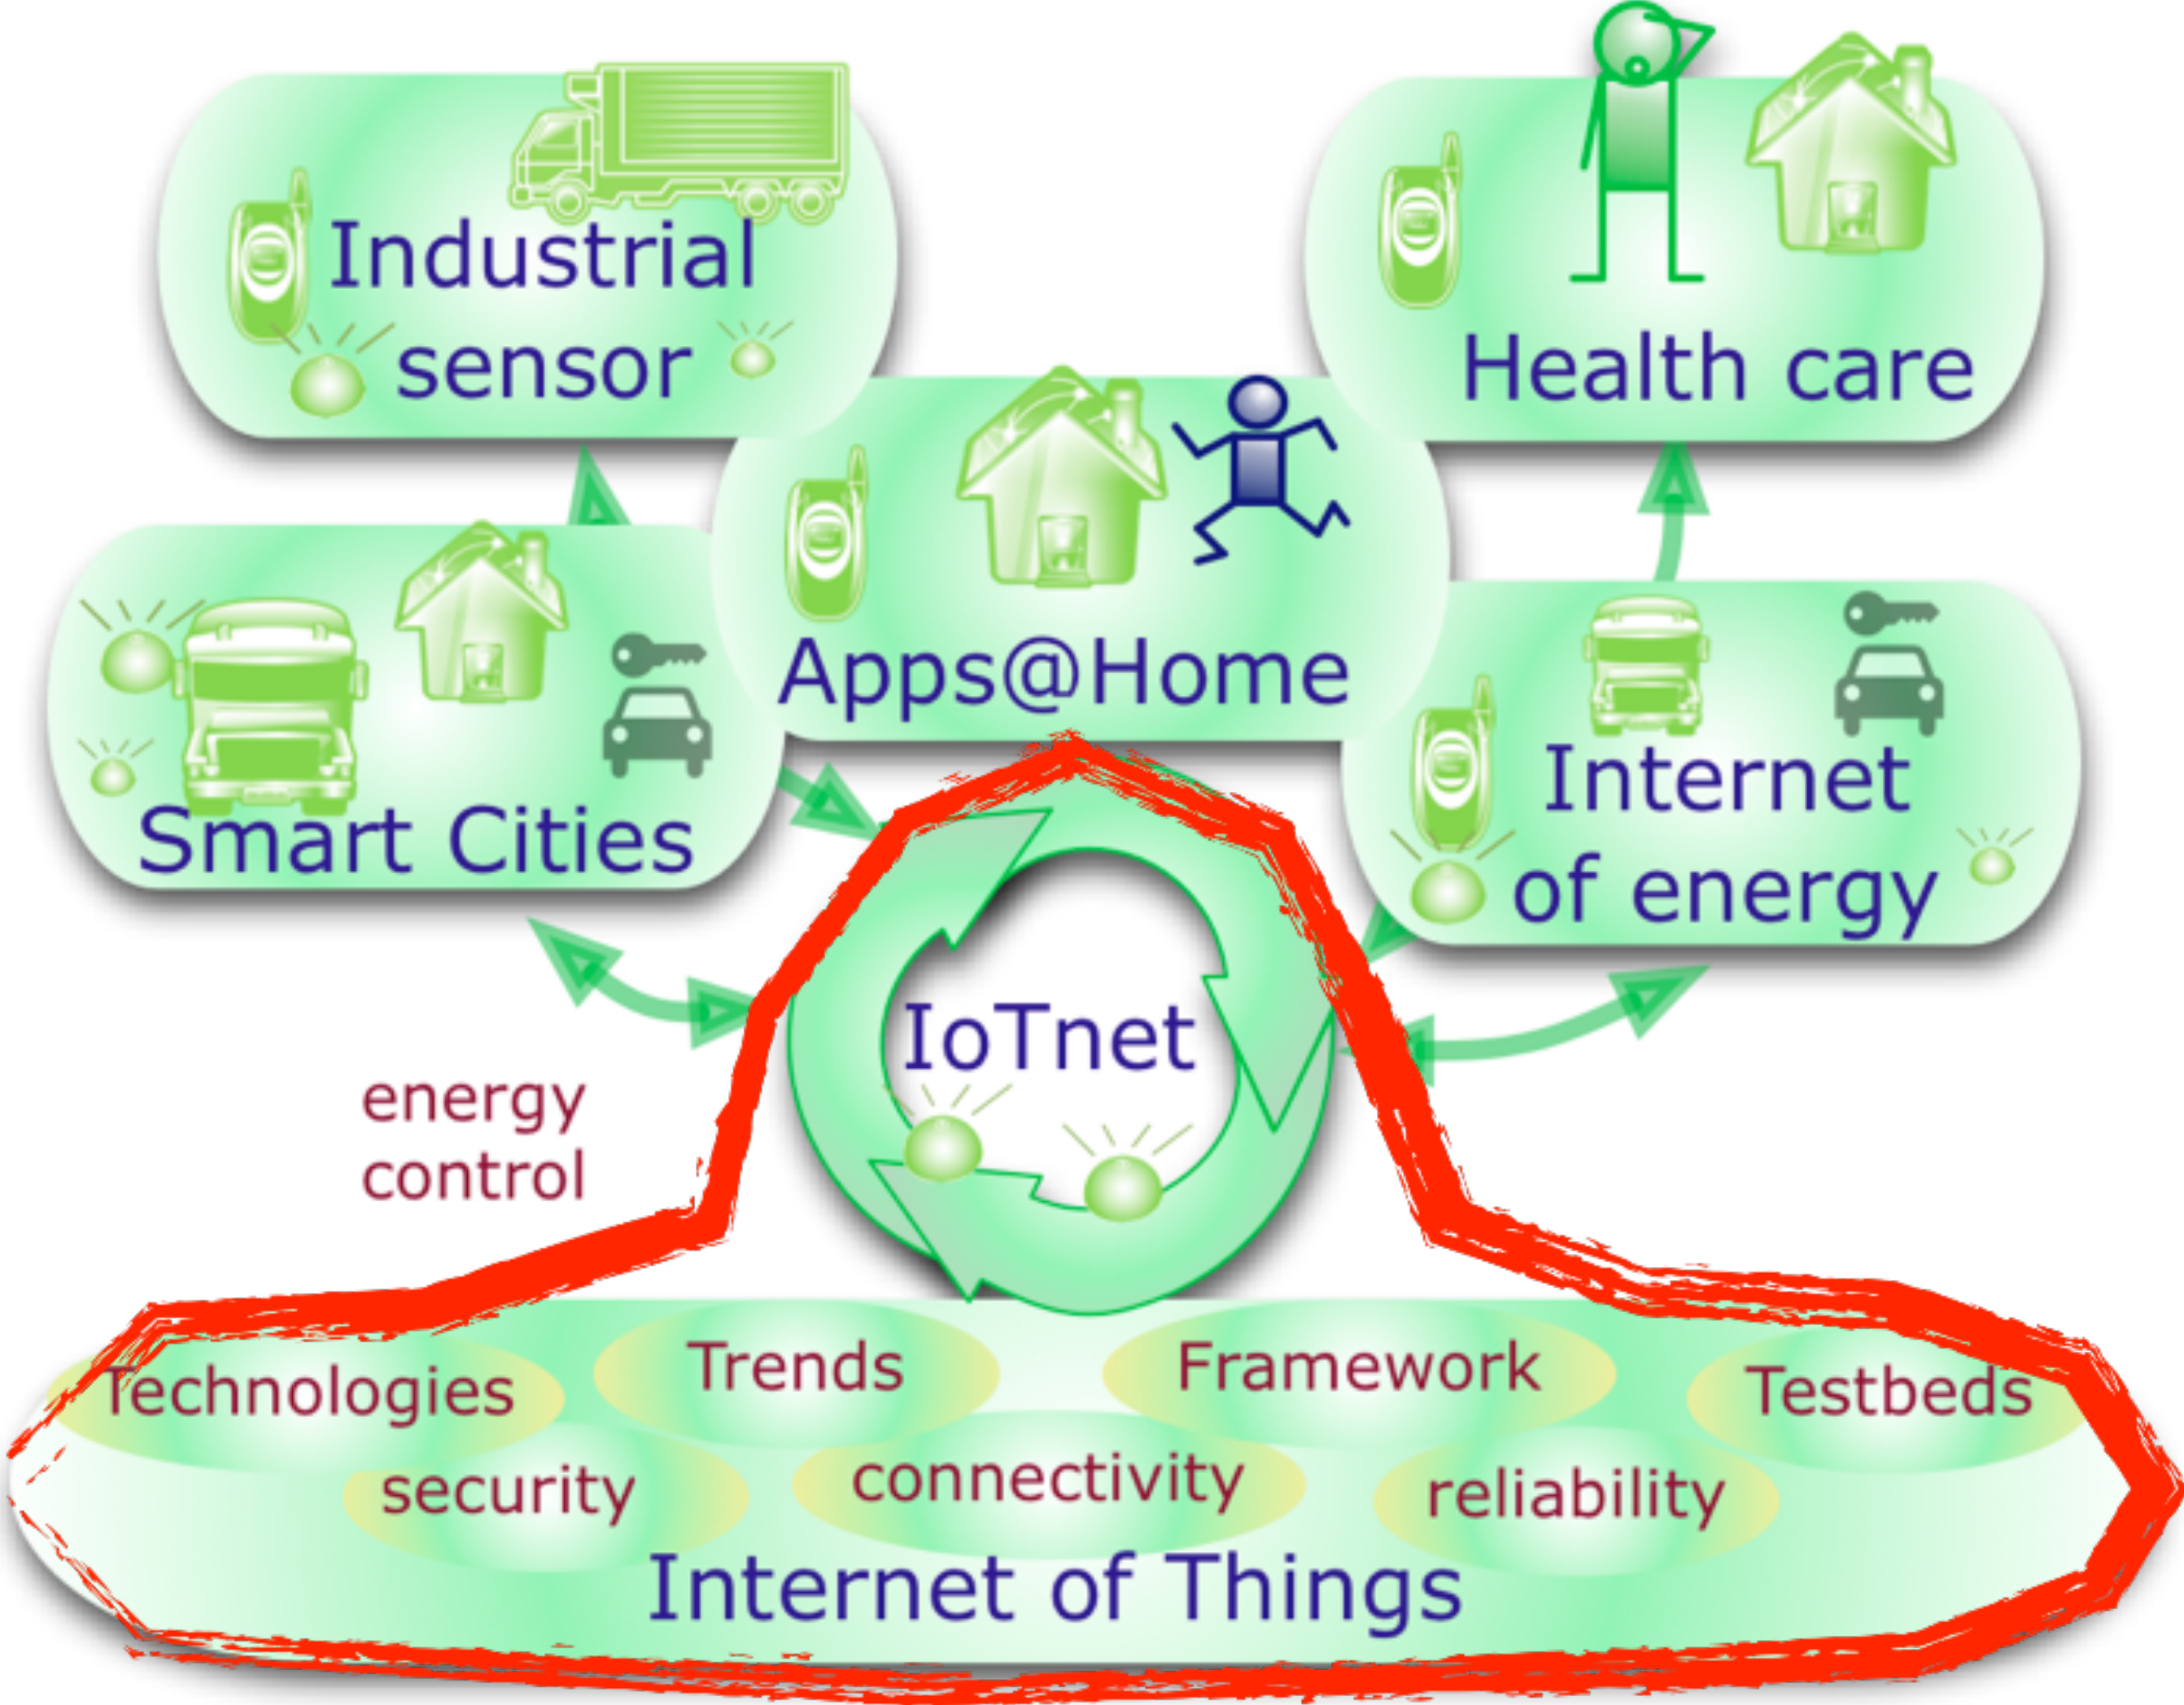 Industrial
sensor
Health care
Apps@Home
Smart Cities
Internet
of energy
IoTnet
energy
control
Technologies
Trends
Framework
Testbeds
security
connectivity
reliability
Internet of Things